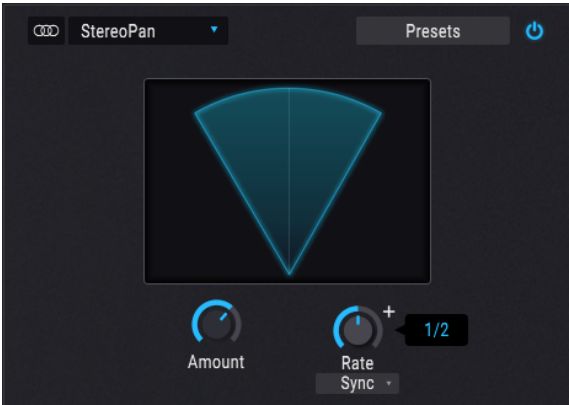 StereoPan
Presets
1/2
Amount
Rate
Sync